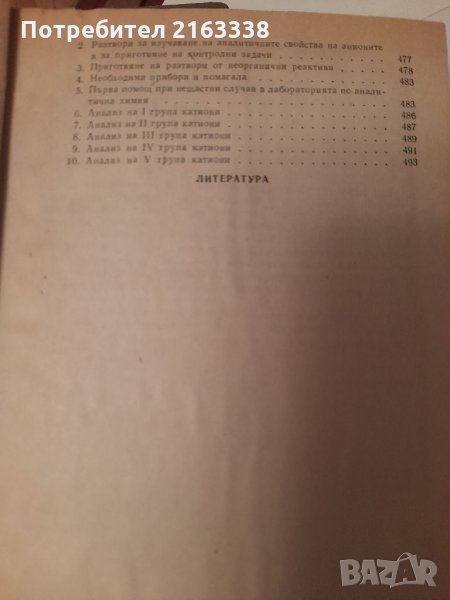 Потребител 2163338
2. Разтвори за изучаване на аналитичните свойства на анионите
и за приготвяне на контролни задачи . . . . . . . . . . 477
3. Приготвяне на разтвори от неорганични реактиви . . . . . . 478
4. Необходими прибори и помагала . . . . . . . . . . . . 483
5. Първа помощ при нещастни случаи в лабораторията по анали-
тична химия . . . . . . . . . . . . . . . . . . 483
6. Анализ на I група катиони . . . . . . . . . . . . . 486
7. Анализ на II група катиони . . . . . . . . . . . . . 487
8. Анализ на III група катиони . . . . . . . . . . . . . 489
9. Анализ на IV група катиони . . . . . . . . . . . . . 491
10. Анализ на V група катиони . . . . . . . . . . . . . 493
ЛИТЕРАТУРА
BAZAR